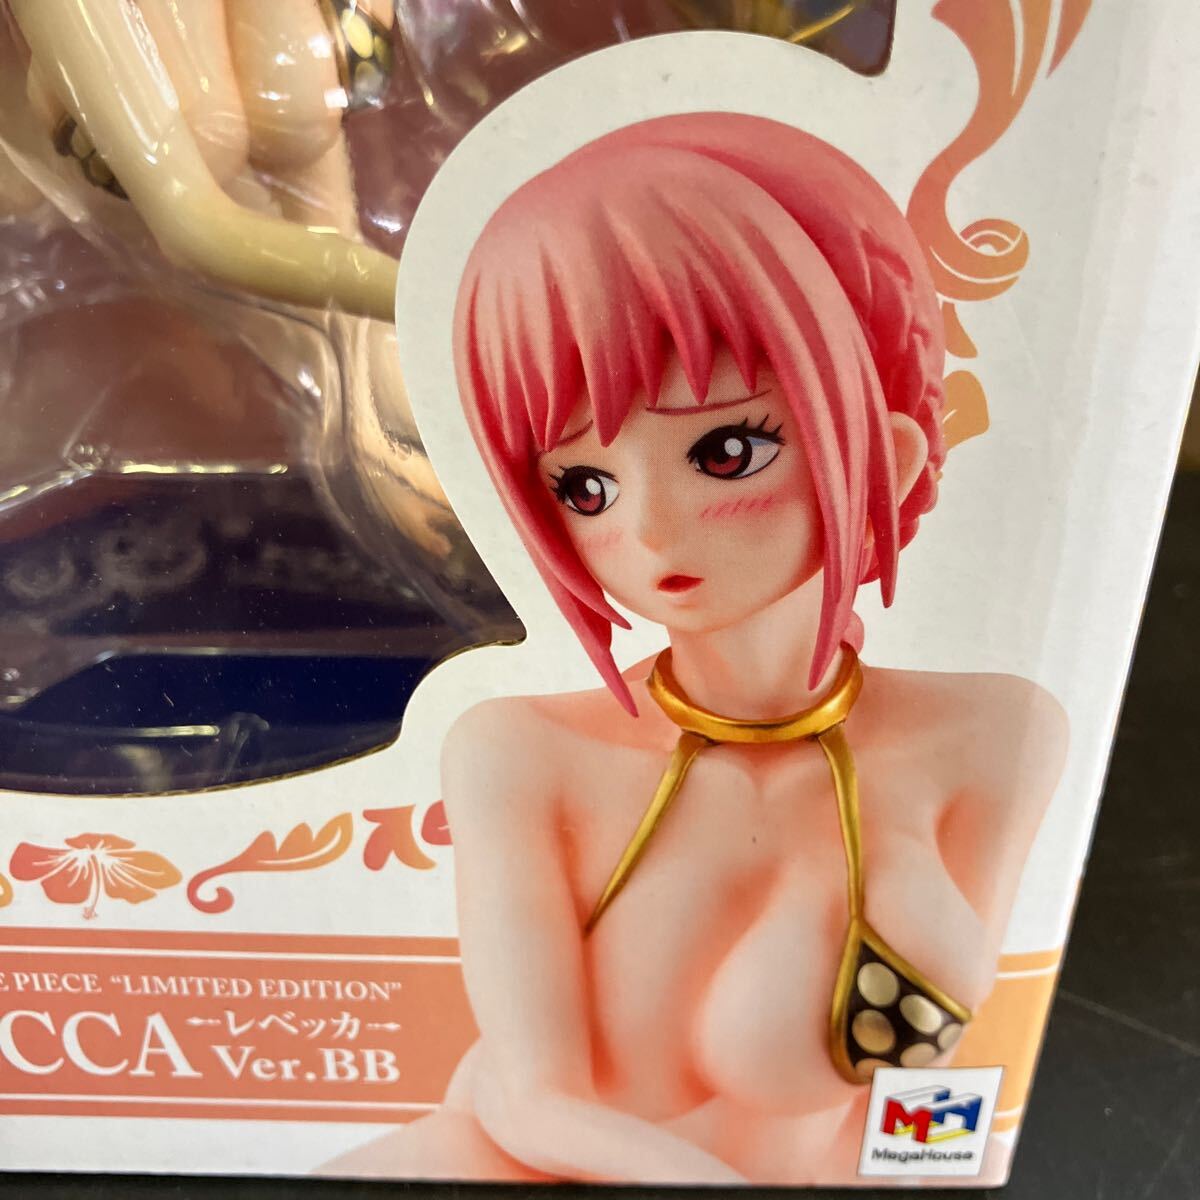 E PIECE “LIMITED EDITION”
CCA ーレベッカー
Ver.BB
MegaHouse